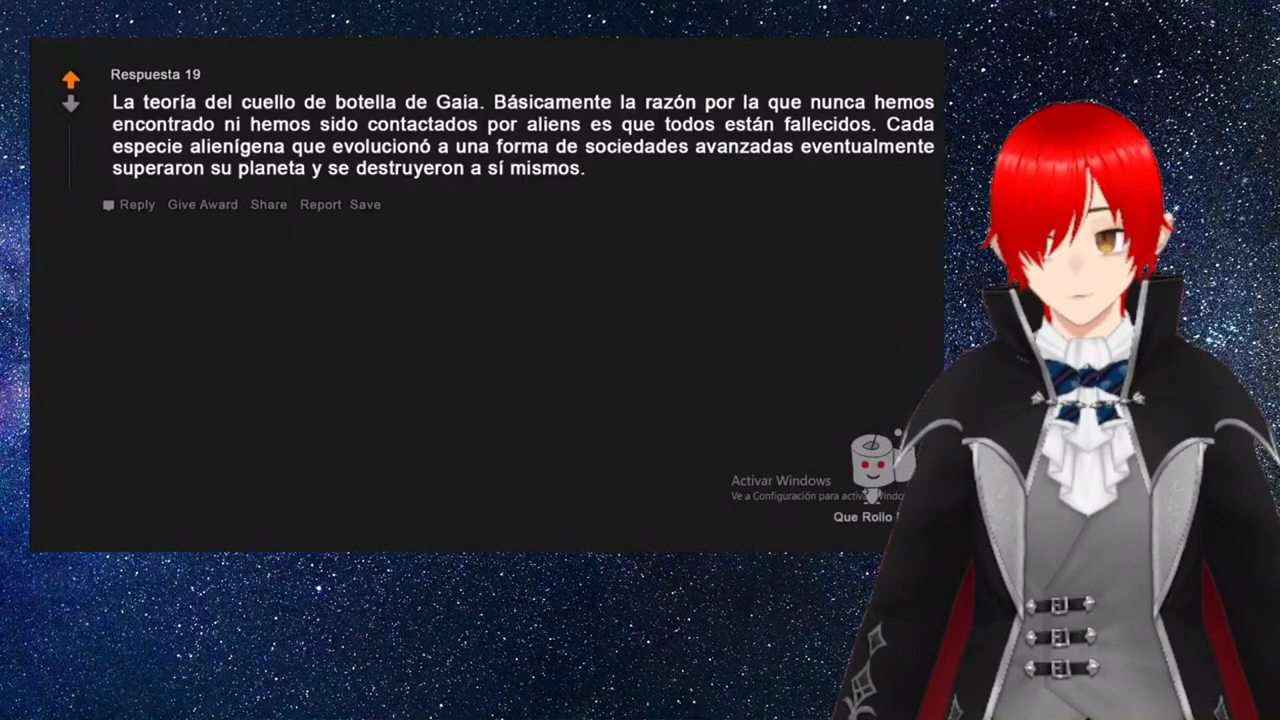 Respuesta 19
La teoría del cuello de botella de Gaia. Básicamente la razón por la que nunca hemos
encontrado ni hemos sido contactados por aliens es que todos están fallecidos. Cada
especie alienígena que evolucionó a una forma de sociedades avanzadas eventualmente
superaron su planeta y se destruyeron a sí mismos.
Reply Give Award Share Report Save
Activar Windows
Ve a Configuración para
Que Rollo